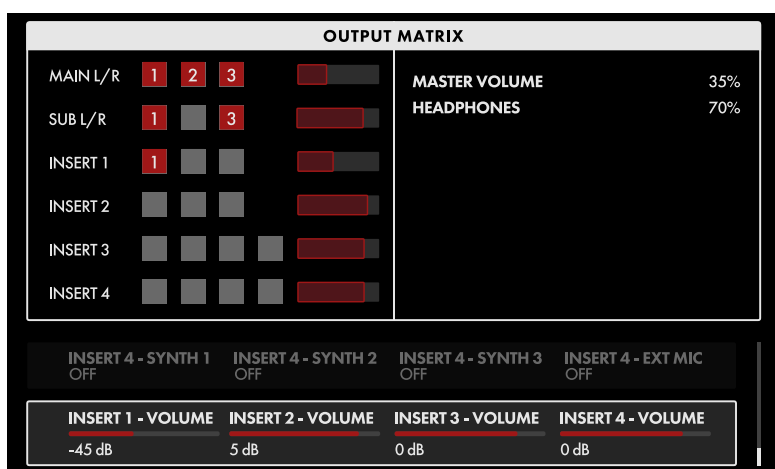 OUTPUT MATRIX
MAIN L/R 1 2 3
SUB L/R 1 3
INSERT 1 1
INSERT 2
INSERT 3
INSERT 4
MASTER VOLUME 35%
HEADPHONES 70%
INSERT 4 - SYNTH 1 INSERT 4 - SYNTH 2 INSERT 4 - SYNTH 3 INSERT 4 - EXT MIC
OFF OFF OFF OFF
INSERT 1 - VOLUME INSERT 2 - VOLUME INSERT 3 - VOLUME INSERT 4 - VOLUME
-45 dB 5 dB 0 dB 0 dB